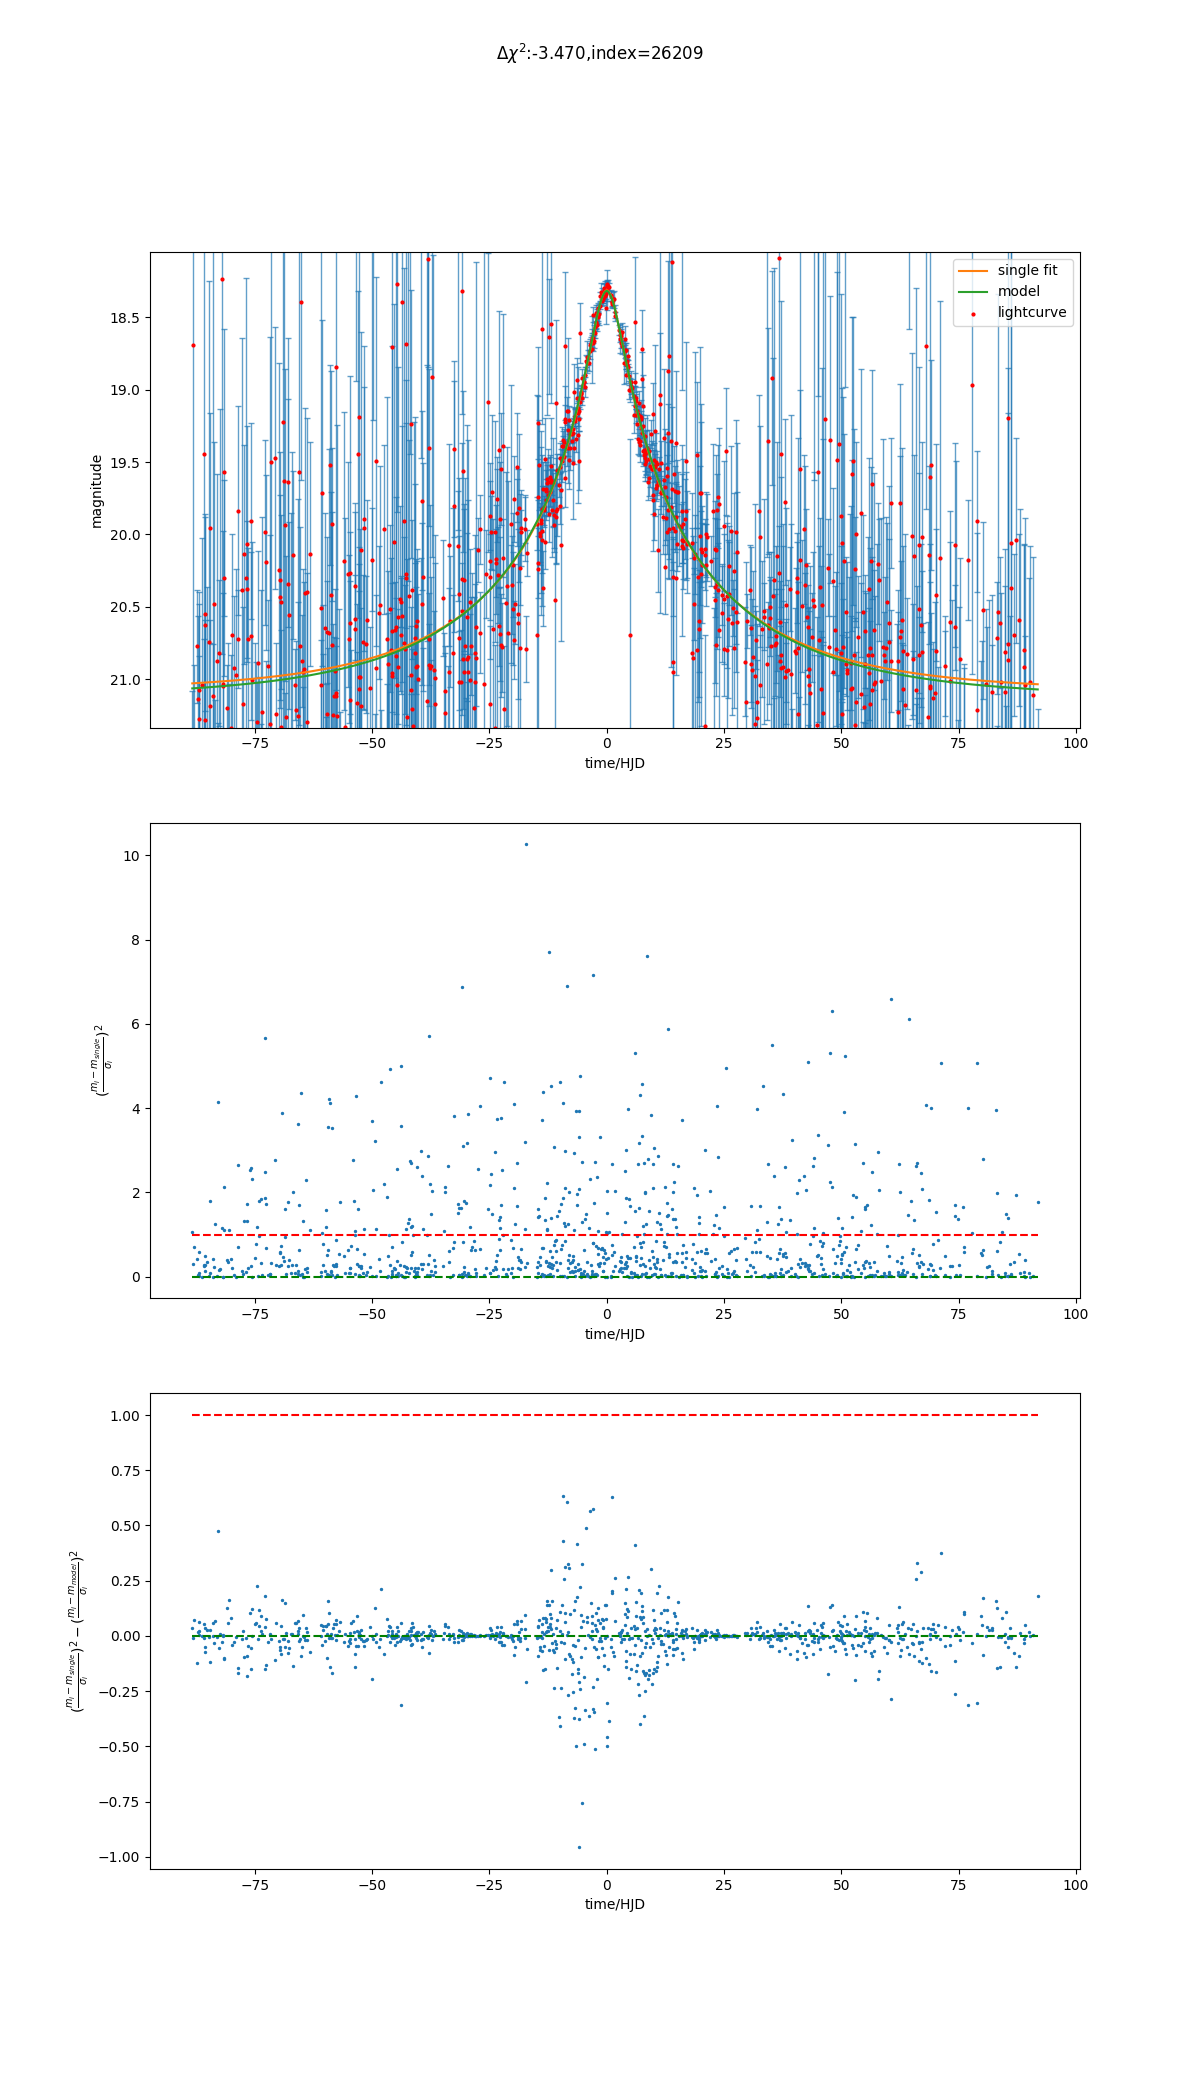 Δχ²:-3.470,index=26209
single fit
model
lightcurve
magnitude
18.5
19.0
19.5
20.0
20.5
21.0
−75 −50 −25 0 25 50 75 100
time/HJD
(m_i − m_single / σ_i)²
10
8
6
4
2
0
−75 −50 −25 0 25 50 75 100
time/HJD
(m_i − m_single / σ_i)² − (m_i − m_model / σ_i)²
1.00
0.75
0.50
0.25
0.00
−0.25
−0.50
−0.75
−1.00
−75 −50 −25 0 25 50 75 100
time/HJD